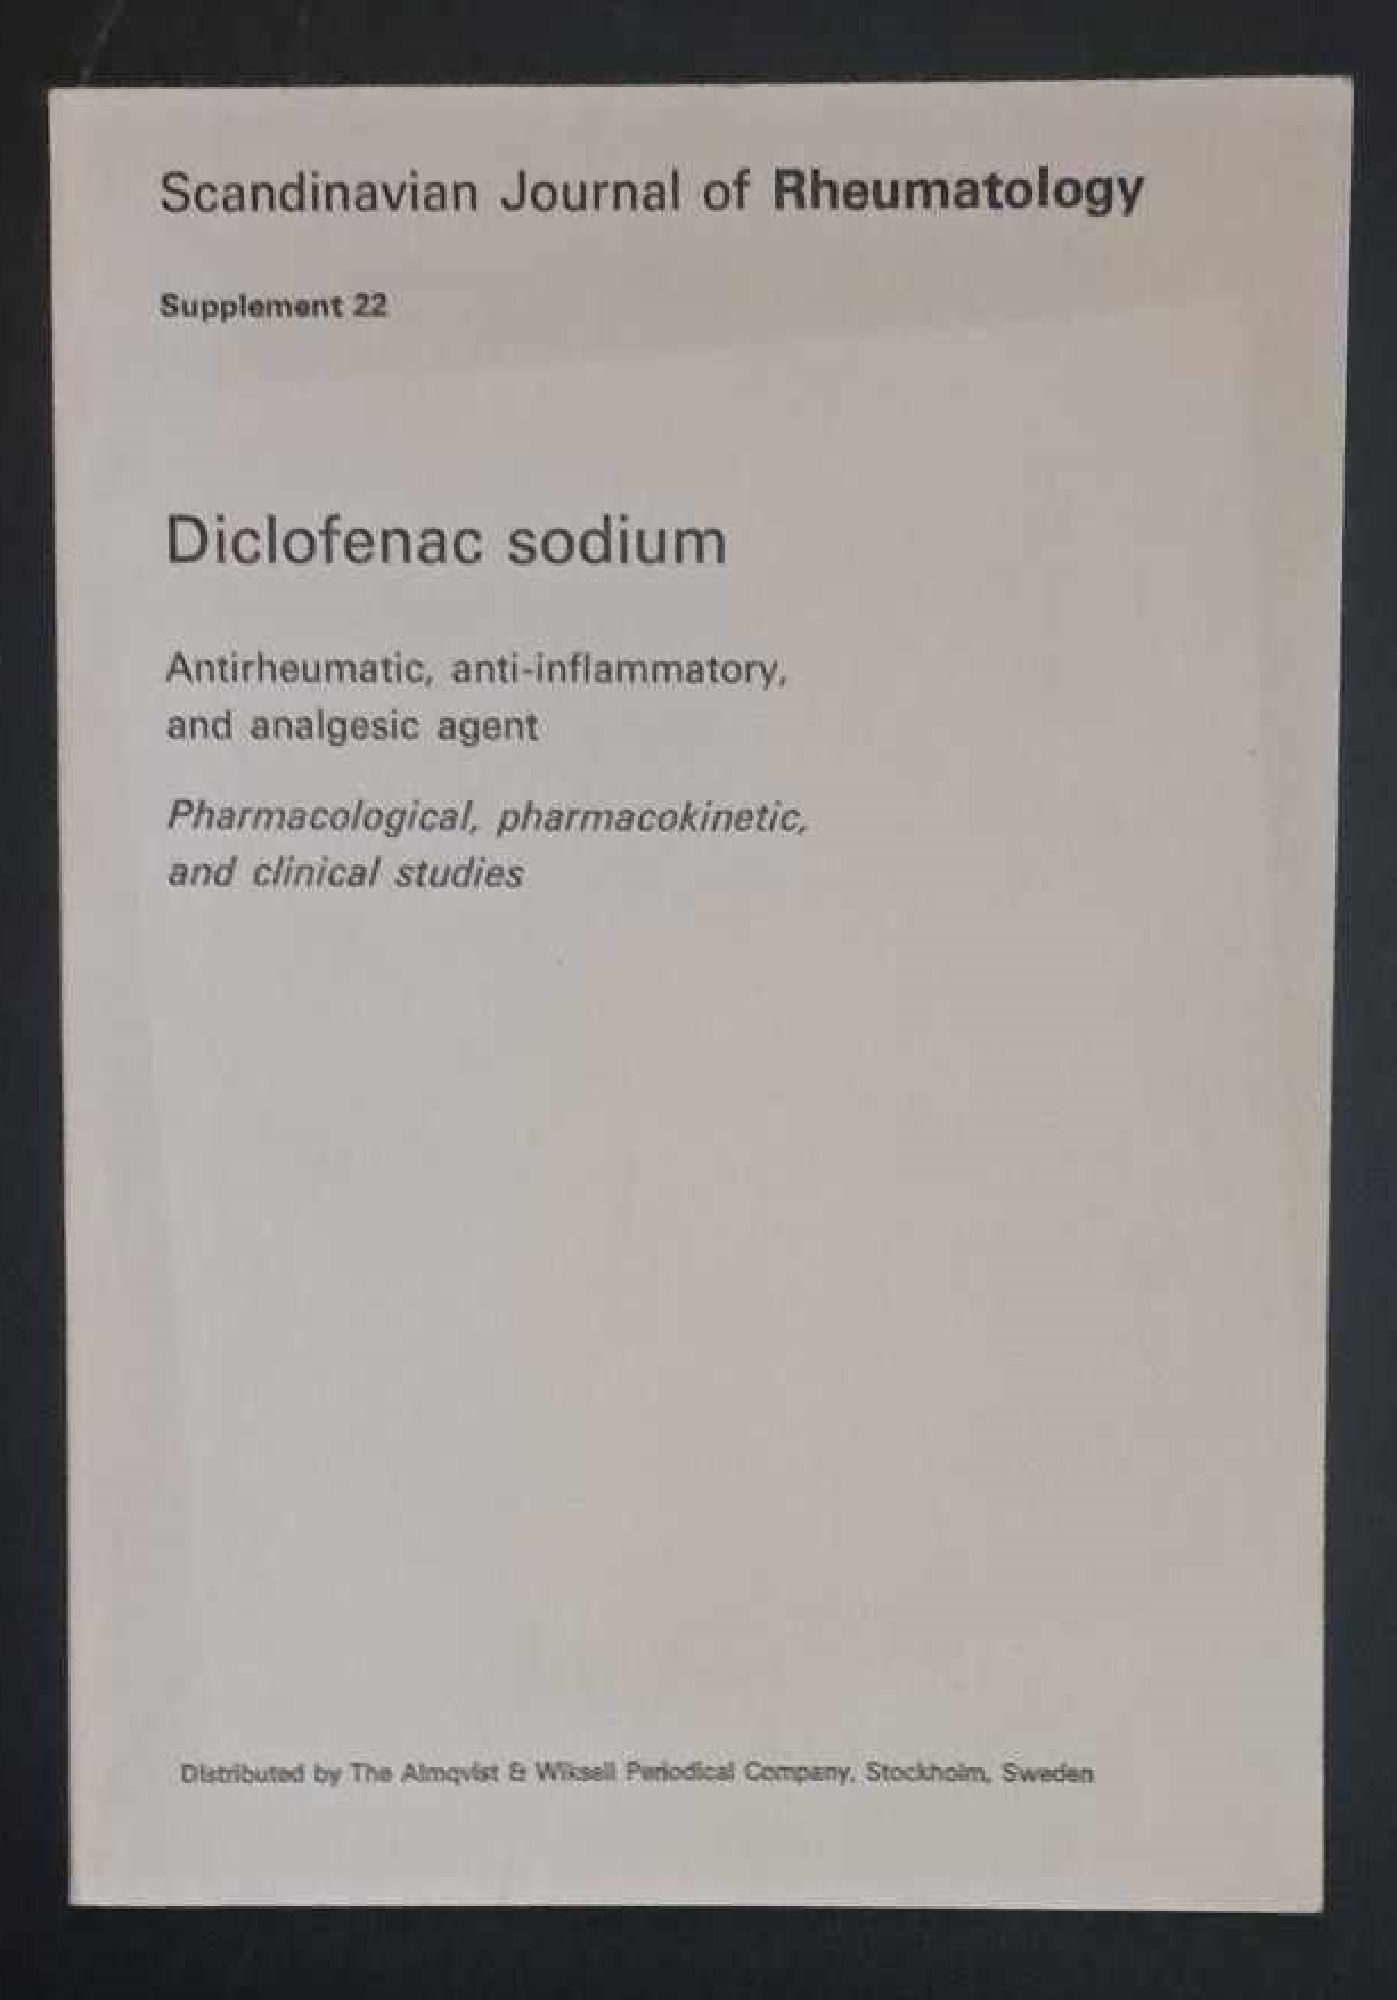 Scandinavian Journal of Rheumatology
Supplement 22
Diclofenac sodium
Antirheumatic, anti-inflammatory,
and analgesic agent
Pharmacological, pharmacokinetic,
and clinical studies
Distributed by The Almqvist & Wiksell Periodical Company, Stockholm, Sweden